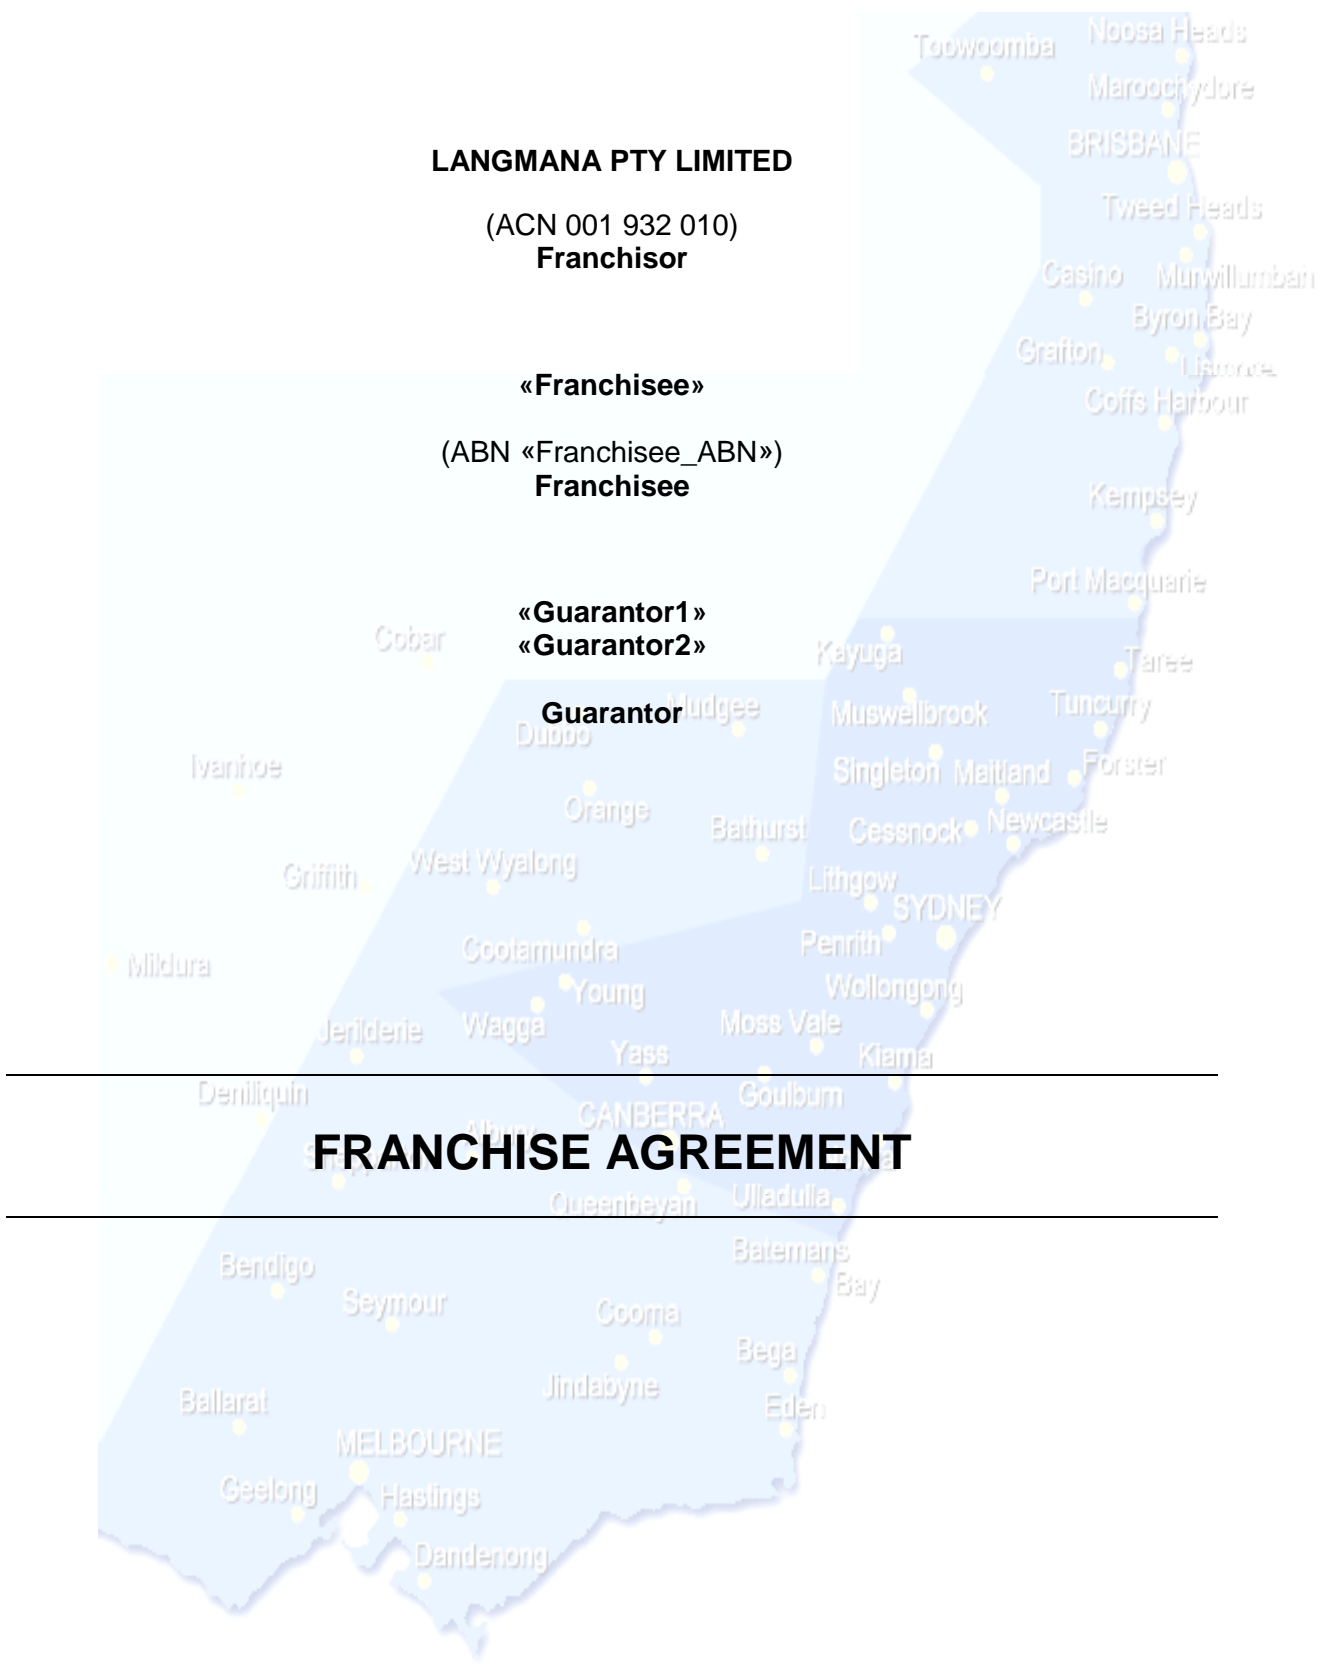 Toowoomba
Noosa Heads
Maroochydore
LANGMANA PTY LIMITED
BRISBANE
(ACN 001 932 010)
Tweed Heads
Franchisor
Casino
Murwillumbah
Byron Bay
Grafton
Lismore
«Franchisee»
Coffs Harbour
(ABN «Franchisee_ABN»)
Franchisee
Kempsey
Port Macquarie
«Guarantor1»
Cobar
«Guarantor2»
Kayuga
Taree
Guarantor
Mudgee
Muswellbrook
Tuncurry
Dubbo
Ivanhoe
Singleton
Maitland
Forster
Orange
Bathurst
Cessnock
Newcastle
Griffith
West Wyalong
Lithgow
SYDNEY
Cootamundra
Penrith
Mildura
Young
Wollongong
Jerilderie
Wagga
Moss Vale
Yass
Kiama
Deniliquin
Goulburn
CANBERRA
Albury
FRANCHISE AGREEMENT
Queenbeyan
Ulladulla
Batemans
Bay
Bendigo
Seymour
Cooma
Bega
Jindabyne
Ballarat
Eden
MELBOURNE
Geelong
Hastings
Dandenong